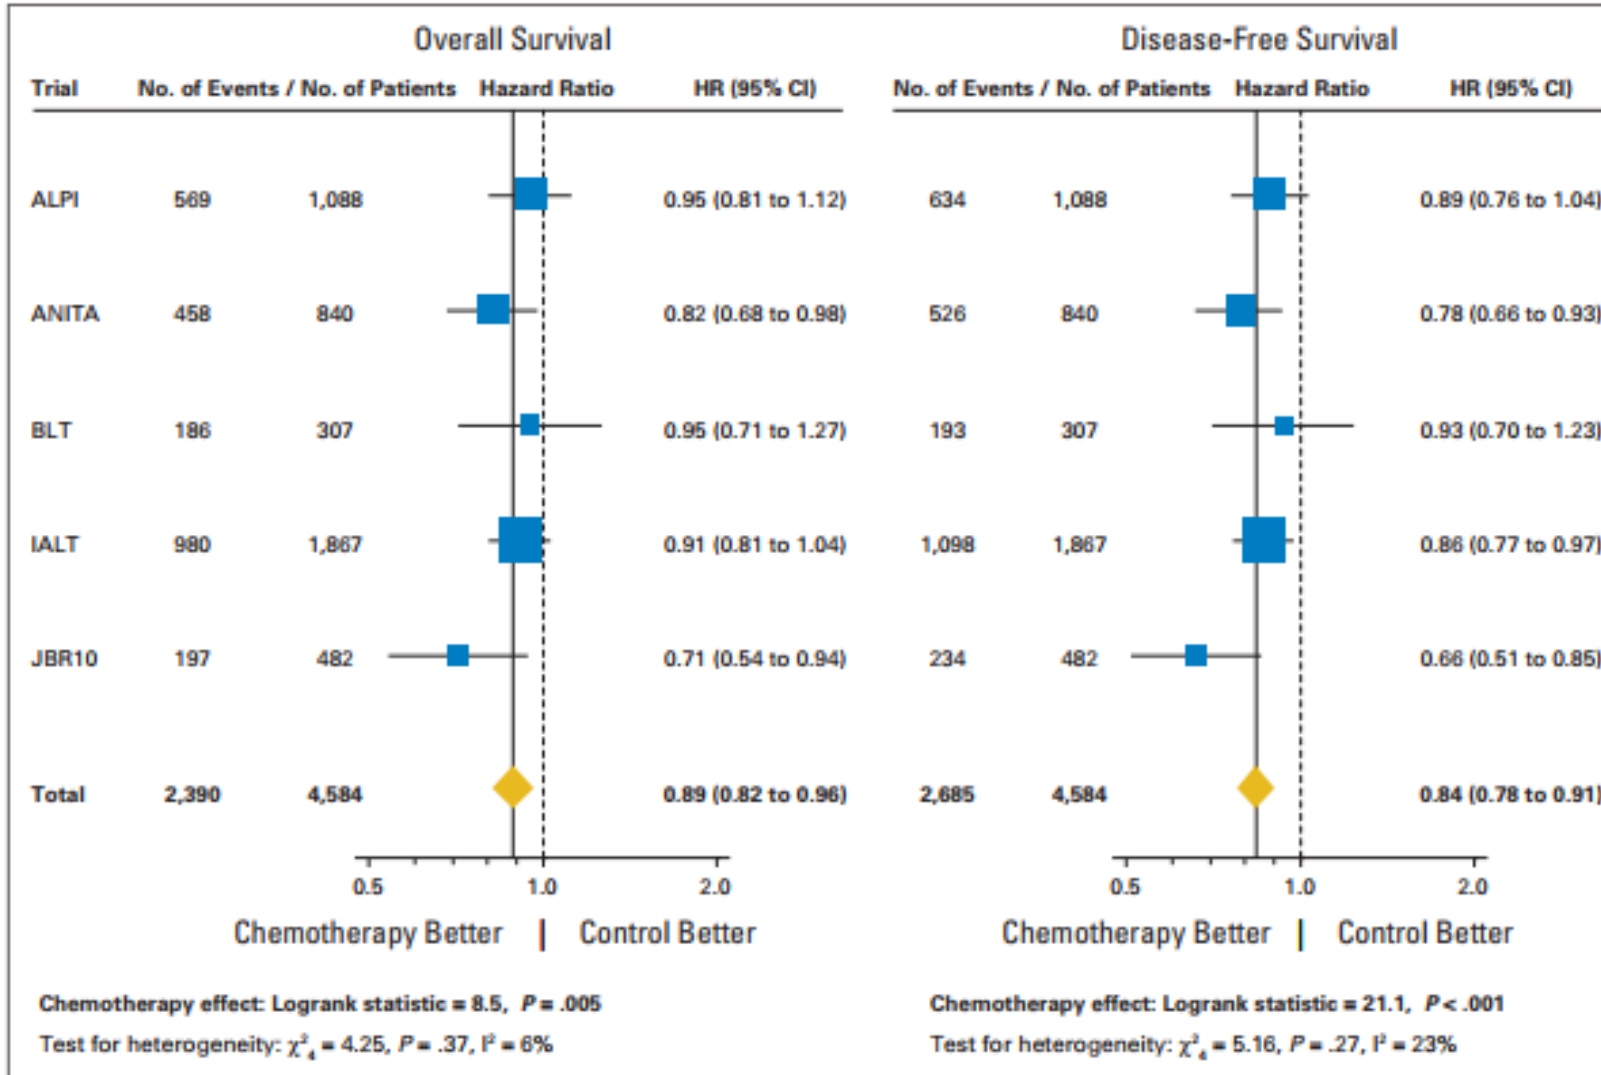 Overall Survival Disease-Free Survival
Trial No. of Events / No. of Patients Hazard Ratio HR (95% CI) No. of Events / No. of Patients Hazard Ratio HR (95% CI)
ALPI 569 1,088 0.95 (0.81 to 1.12) 634 1,088 0.89 (0.76 to 1.04)
ANITA 458 840 0.82 (0.68 to 0.98) 526 840 0.78 (0.66 to 0.93)
BLT 186 307 0.95 (0.71 to 1.27) 193 307 0.93 (0.70 to 1.23)
IALT 980 1,867 0.91 (0.81 to 1.04) 1,098 1,867 0.86 (0.77 to 0.97)
JBR10 197 482 0.71 (0.54 to 0.94) 234 482 0.66 (0.51 to 0.85)
Total 2,390 4,584 0.89 (0.82 to 0.96) 2,685 4,584 0.84 (0.78 to 0.91)
0.5 1.0 2.0 0.5 1.0 2.0
Chemotherapy Better | Control Better Chemotherapy Better | Control Better
Chemotherapy effect: Logrank statistic = 8.5, P = .005 Chemotherapy effect: Logrank statistic = 21.1, P < .001
Test for heterogeneity: χ²₄ = 4.25, P = .37, I² = 6% Test for heterogeneity: χ²₄ = 5.16, P = .27, I² = 23%